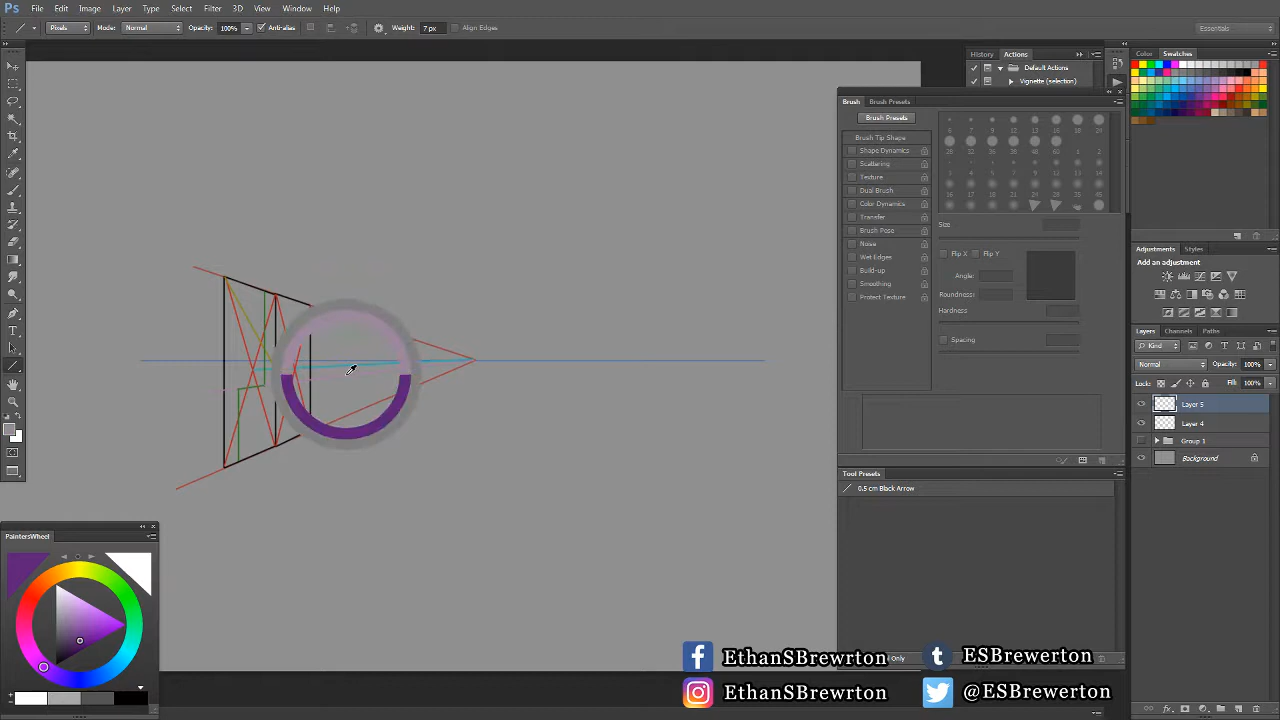 Ps File Edit Image Layer Type Select Filter 3D View Window Help
Pixels Mode: Normal Opacity: 100% Anti-alias Weight: 7 px Align Edges Essentials
History Actions
Default Actions
Vignette (selection)
Color Swatches
Brush Brush Presets
Brush Presets
Brush Tip Shape
Shape Dynamics
Scattering
Texture
Dual Brush
Color Dynamics
Transfer
Brush Pose
Noise
Wet Edges
Build-up
Smoothing
Protect Texture
Size
Flip X Flip Y
Angle:
Roundness:
Hardness
Spacing
Adjustments Styles
Add an adjustment
Layers Channels Paths
Kind
Normal Opacity: 100%
Lock: Fill: 100%
Layer 5
Layer 4
Group 1
Background
Tool Presets
0.5 cm Black Arrow
PaintersWheel
EthanSBrewrton ESBrewerton
EthanSBrewrton @ESBrewerton
Only